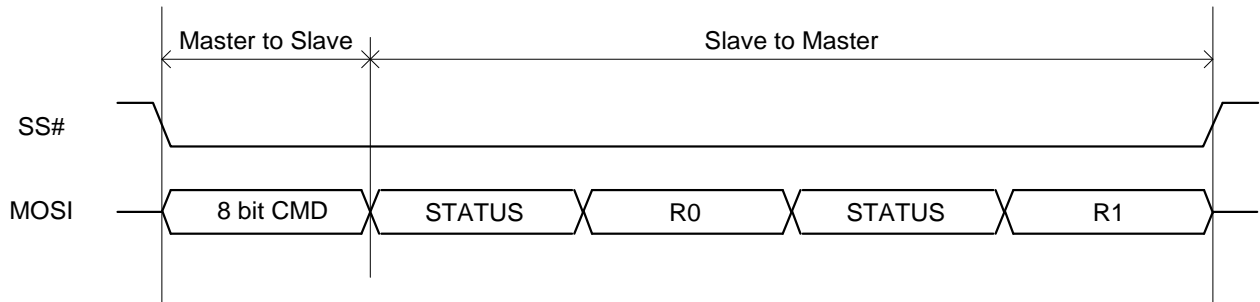 Master to Slave Slave to Master
SS#
MOSI 8 bit CMD STATUS R0 STATUS R1